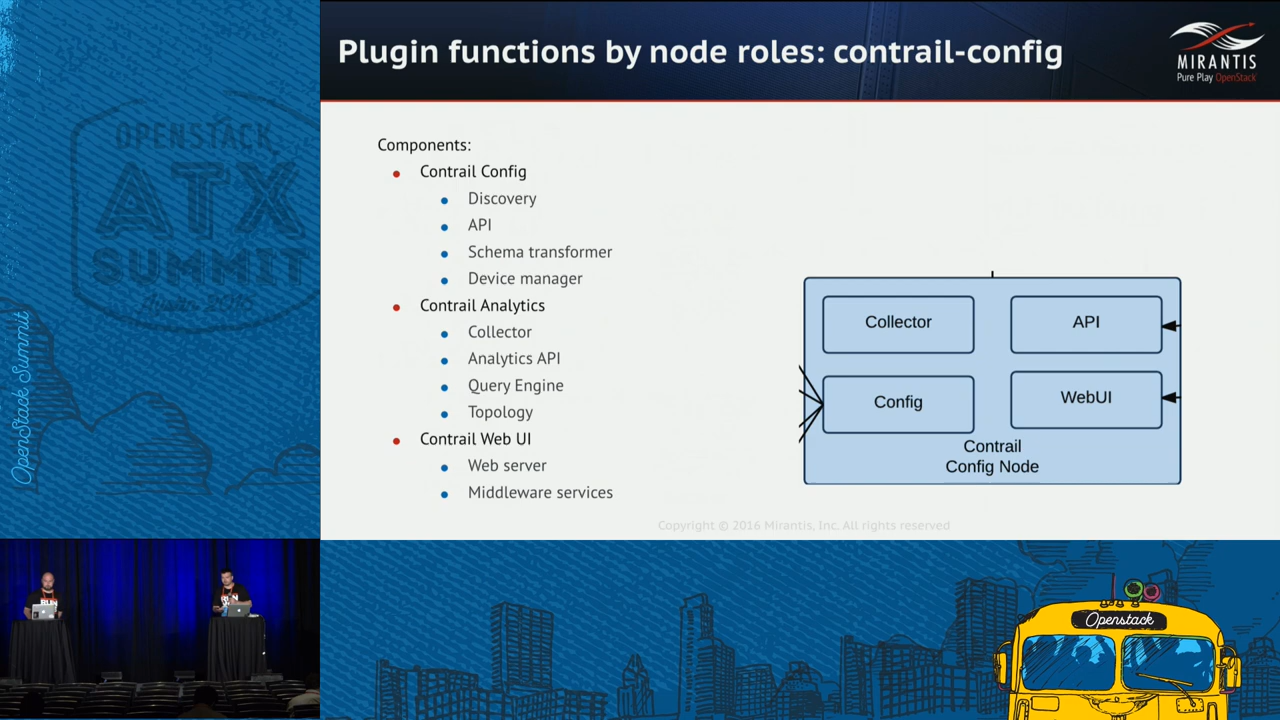 Plugin functions by node roles: contrail-config
MIRANTIS
Pure Play OpenStack
Components:
Contrail Config
Discovery
API
Schema transformer
Device manager
Contrail Analytics
Collector
Analytics API
Query Engine
Topology
Contrail Web UI
Web server
Middleware services
Collector
API
Config
WebUI
Contrail
Config Node
Copyright © 2016 Mirantis, Inc. All rights reserved
OPENSTACK
ATX
SUMMIT
Austin 2016
OpenStack Summit
Openstack